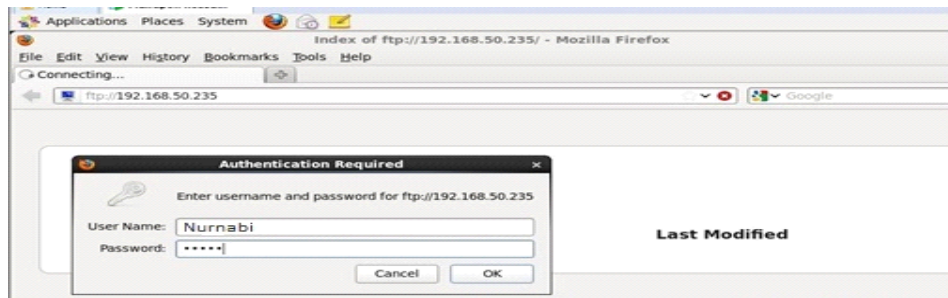 Applications Places System
Index of ftp://192.168.50.235/ - Mozilla Firefox
File Edit View History Bookmarks Tools Help
Connecting...
ftp://192.168.50.235
Google
Authentication Required
Enter username and password for ftp://192.168.50.235
User Name: Nurnabi
Password: •••••
Cancel OK
Last Modified